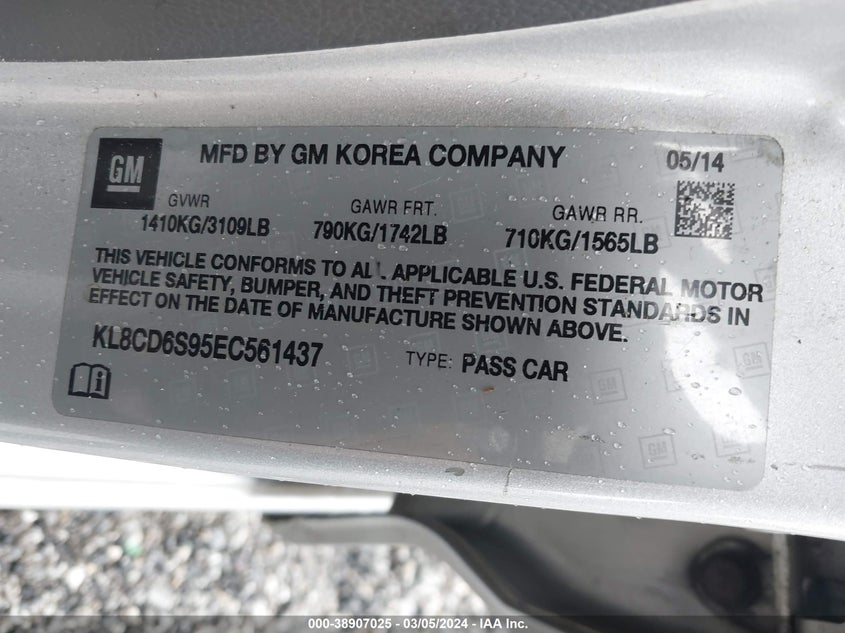 GM
MFD BY GM KOREA COMPANY
05/14
GVWR
1410KG/3109LB
GAWR FRT.
790KG/1742LB
GAWR RR.
710KG/1565LB
THIS VEHICLE CONFORMS TO ALL APPLICABLE U.S. FEDERAL MOTOR
VEHICLE SAFETY, BUMPER, AND THEFT PREVENTION STANDARDS IN
EFFECT ON THE DATE OF MANUFACTURE SHOWN ABOVE.
KL8CD6S95EC561437
TYPE: PASS CAR
GM
000-38907025 - 03/05/2024 - IAA Inc.